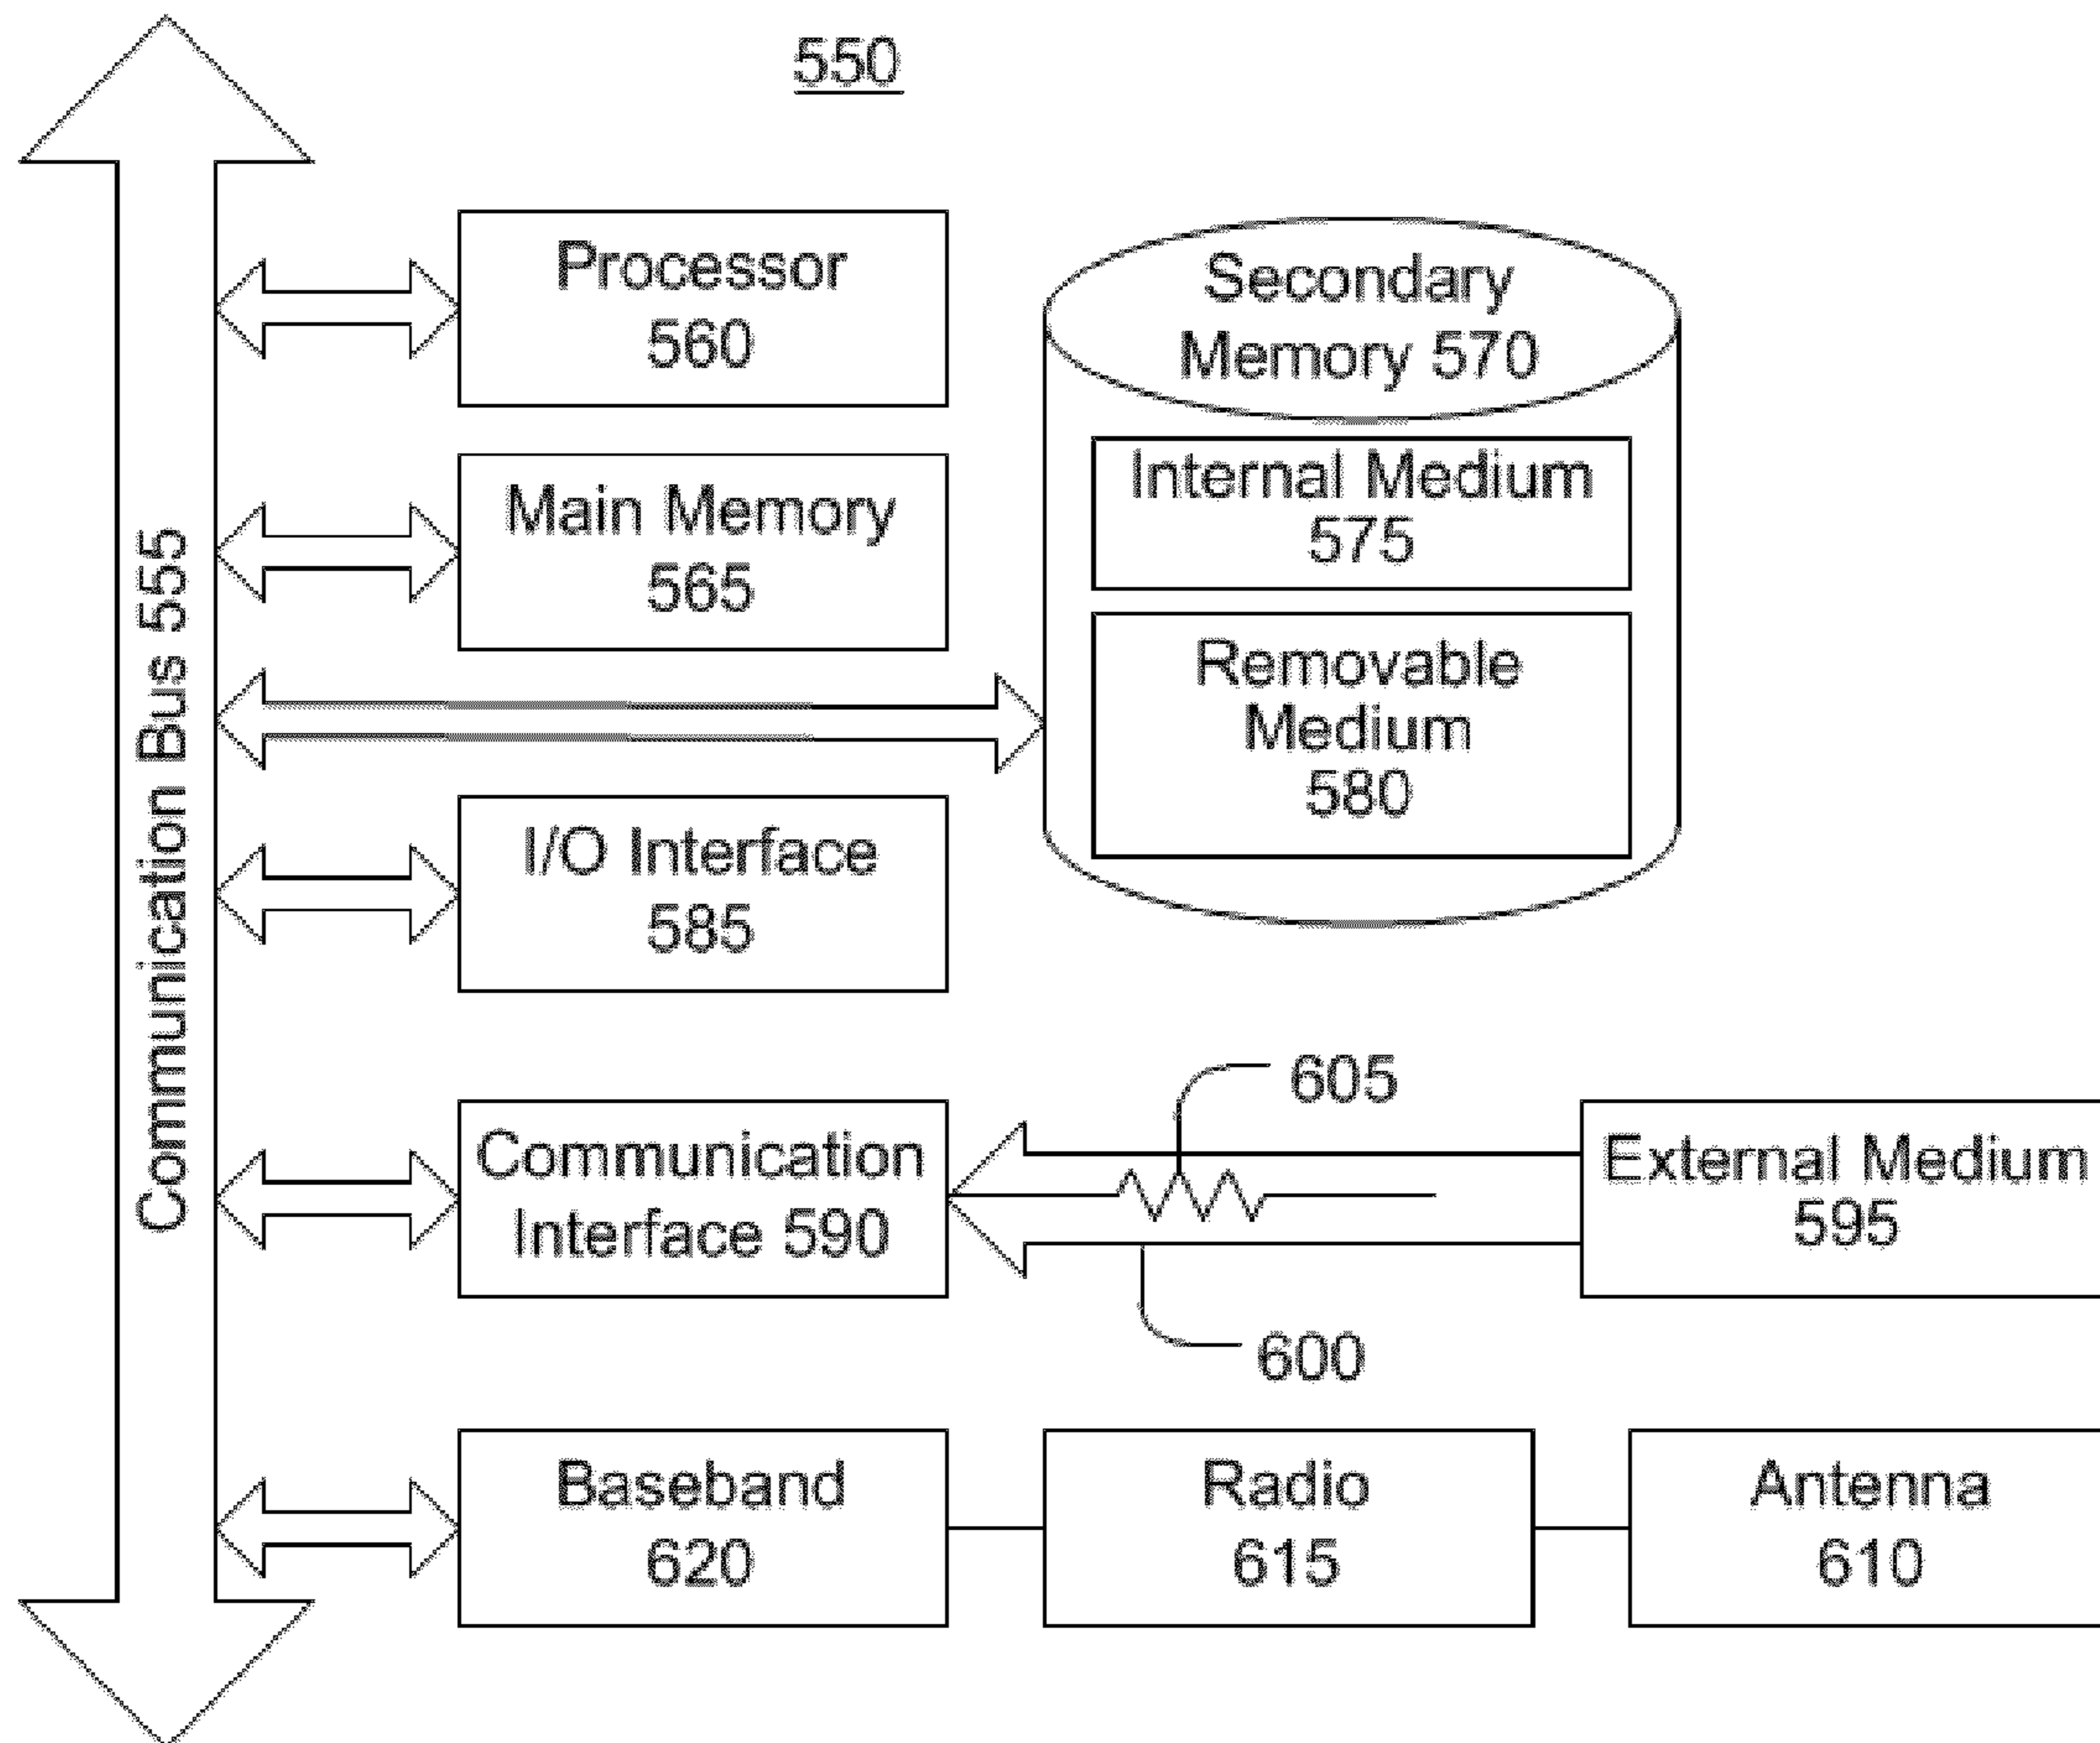 550
Communication Bus 555
Processor
560
Main Memory
565
Secondary
Memory 570
Internal Medium
575
Removable
Medium
580
I/O Interface
585
Communication
Interface 590
605
600
External Medium
595
Baseband
620
Radio
615
Antenna
610